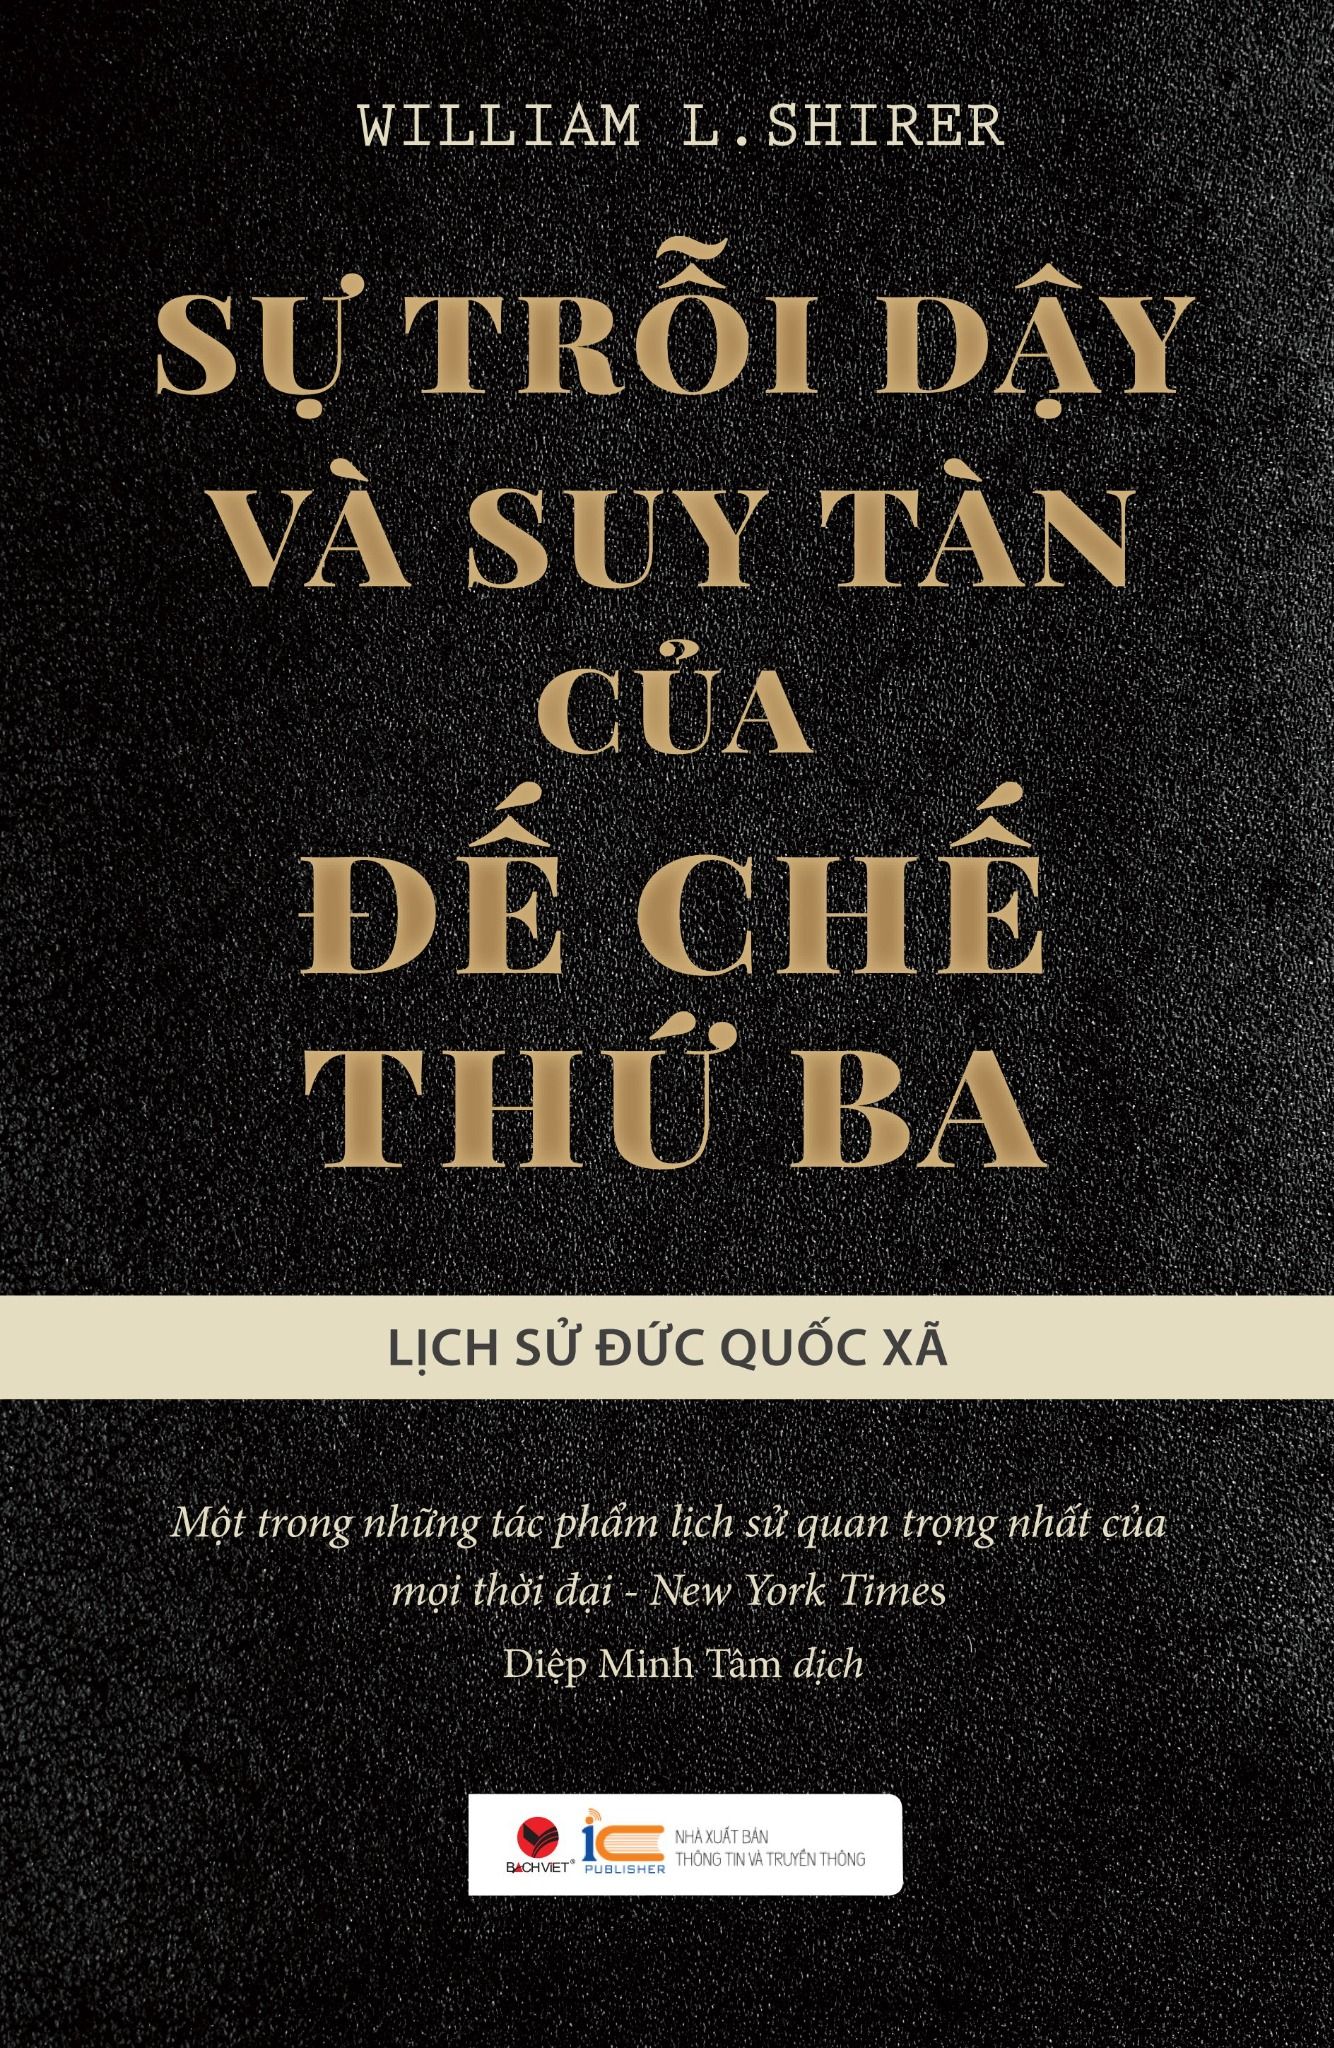 WILLIAM L.SHIRER
SỰ TRỖI DẬY
VÀ SUY TÀN
CỦA
ĐẾ CHẾ
THỨ BA
LỊCH SỬ ĐỨC QUỐC XÃ
Một trong những tác phẩm lịch sử quan trọng nhất của
mọi thời đại - New York Times
Diệp Minh Tâm dịch
BACHVIET®
iC
PUBLISHER
NHÀ XUẤT BẢN
THÔNG TIN VÀ TRUYỀN THÔNG